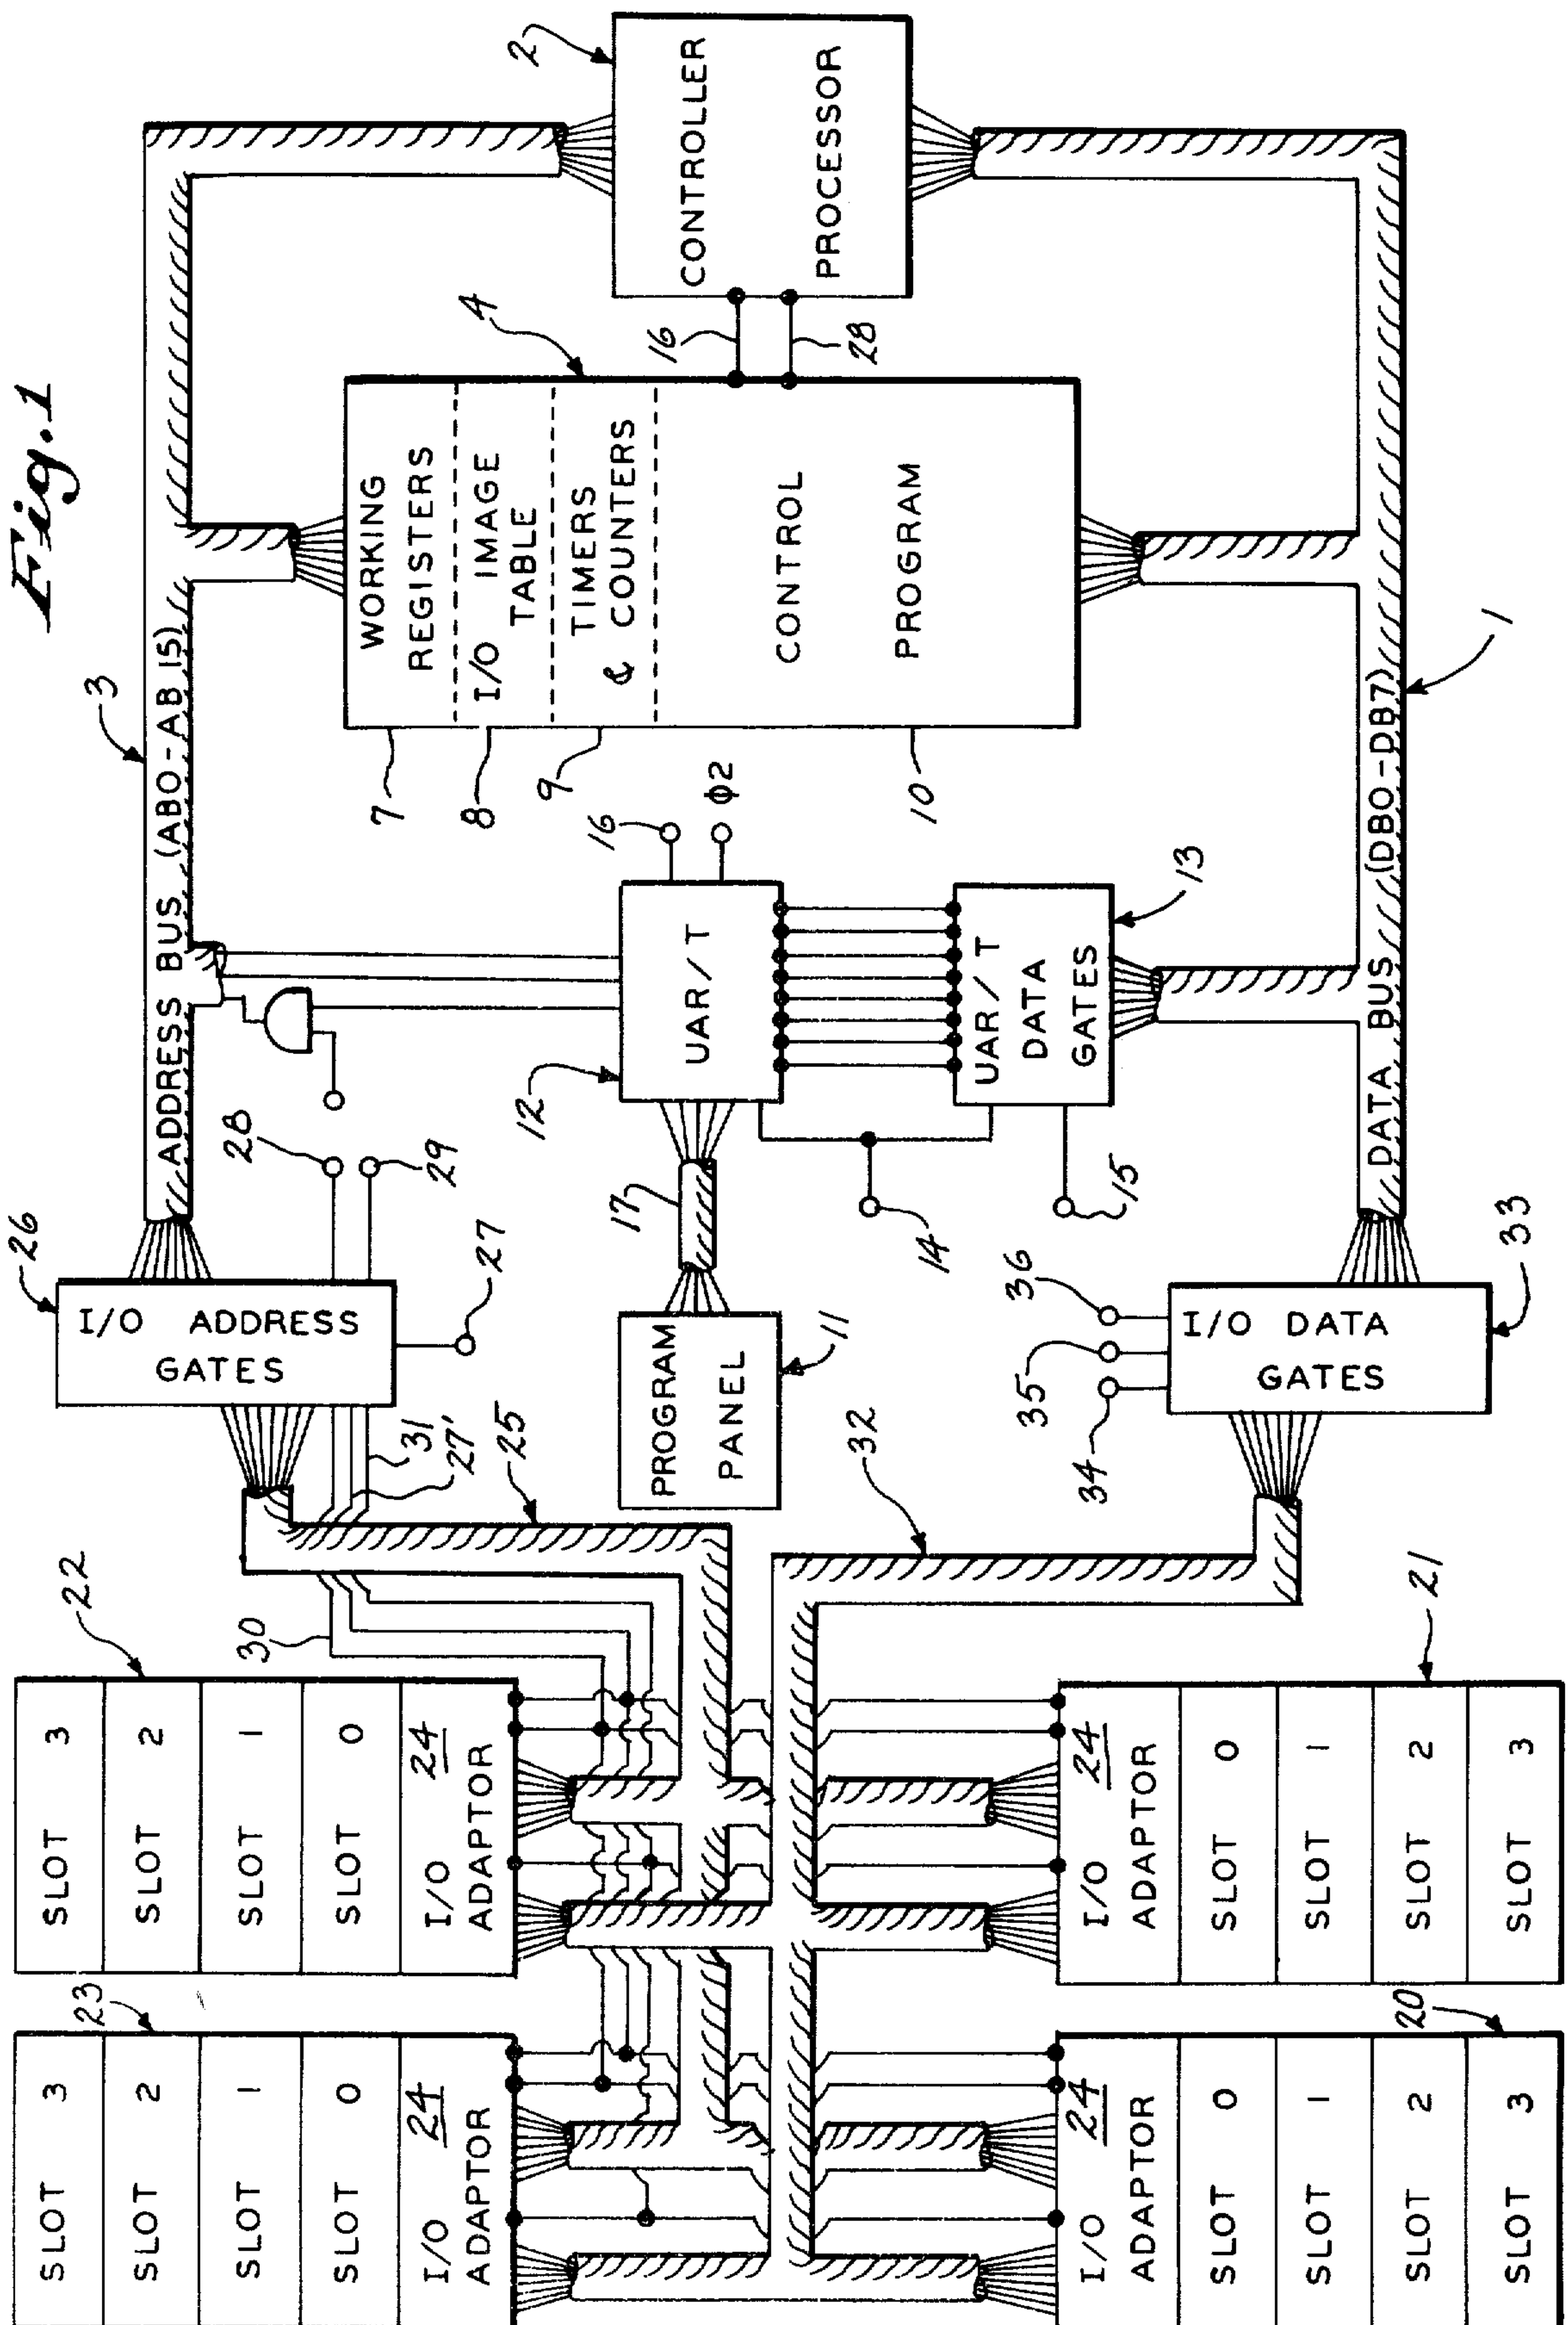 Fig.1
23
SLOT 3
SLOT 2
SLOT 1
SLOT 0
I/O 24
ADAPTOR
22
SLOT 3
SLOT 2
SLOT 1
SLOT 0
I/O 24
ADAPTOR
30
25
31
27'
26
I/O ADDRESS
GATES
27
28
29
3
ADDRESS BUS (AB0-AB 15)
PROGRAM
PANEL
11
17
12
UAR/T
16
Φ2
14
15
UAR/T
DATA
GATES
13
WORKING
REGISTERS
I/O IMAGE
TABLE
TIMERS
& COUNTERS
CONTROL
PROGRAM
7
8
9
10
4
16
28
2
CONTROLLER
PROCESSOR
32
34
35
36
I/O DATA
GATES
33
DATA BUS (DB0-DB7)
1
I/O 24
ADAPTOR
SLOT 0
SLOT 1
SLOT 2
SLOT 3
20
I/O 24
ADAPTOR
SLOT 0
SLOT 1
SLOT 2
SLOT 3
21